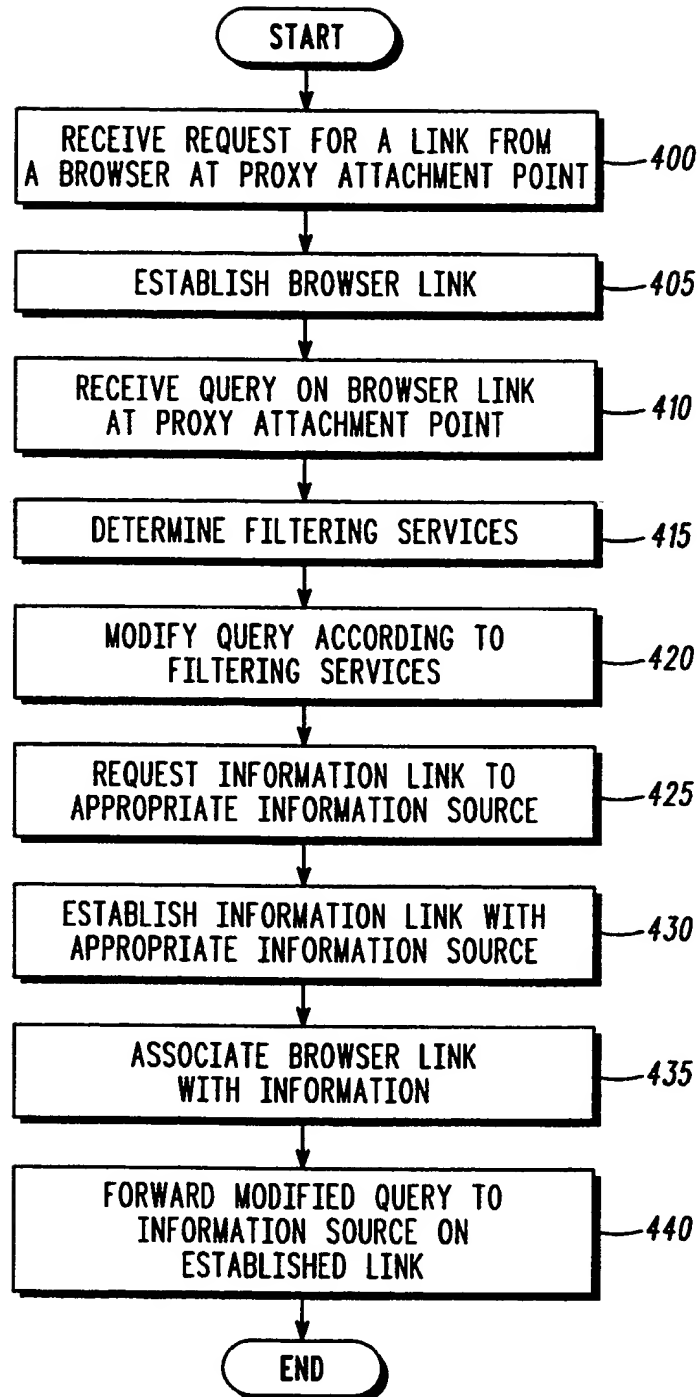 START
RECEIVE REQUEST FOR A LINK FROM
A BROWSER AT PROXY ATTACHMENT POINT
400
ESTABLISH BROWSER LINK
405
RECEIVE QUERY ON BROWSER LINK
AT PROXY ATTACHMENT POINT
410
DETERMINE FILTERING SERVICES
415
MODIFY QUERY ACCORDING TO
FILTERING SERVICES
420
REQUEST INFORMATION LINK TO
APPROPRIATE INFORMATION SOURCE
425
ESTABLISH INFORMATION LINK WITH
APPROPRIATE INFORMATION SOURCE
430
ASSOCIATE BROWSER LINK
WITH INFORMATION
435
FORWARD MODIFIED QUERY TO
INFORMATION SOURCE ON
ESTABLISHED LINK
440
END